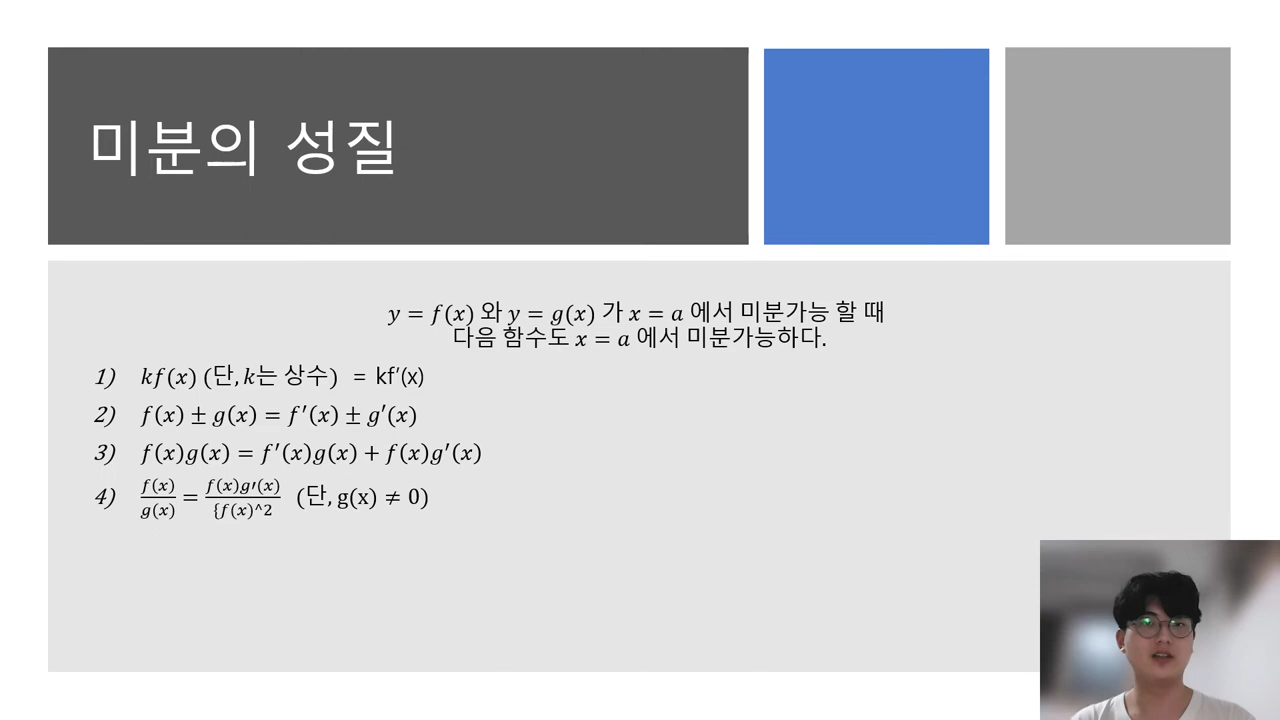 미분의 성질
y = f(x) 와 y = g(x) 가 x = a 에서 미분가능 할 때
다음 함수도 x = a 에서 미분가능하다.
1) kf(x) (단, k는 상수) = kf′(x)
2) f(x) ± g(x) = f′(x) ± g′(x)
3) f(x)g(x) = f′(x)g(x) + f(x)g′(x)
4) f(x)/g(x) = f(x)g′(x)/{f(x)^2 (단, g(x) ≠ 0)